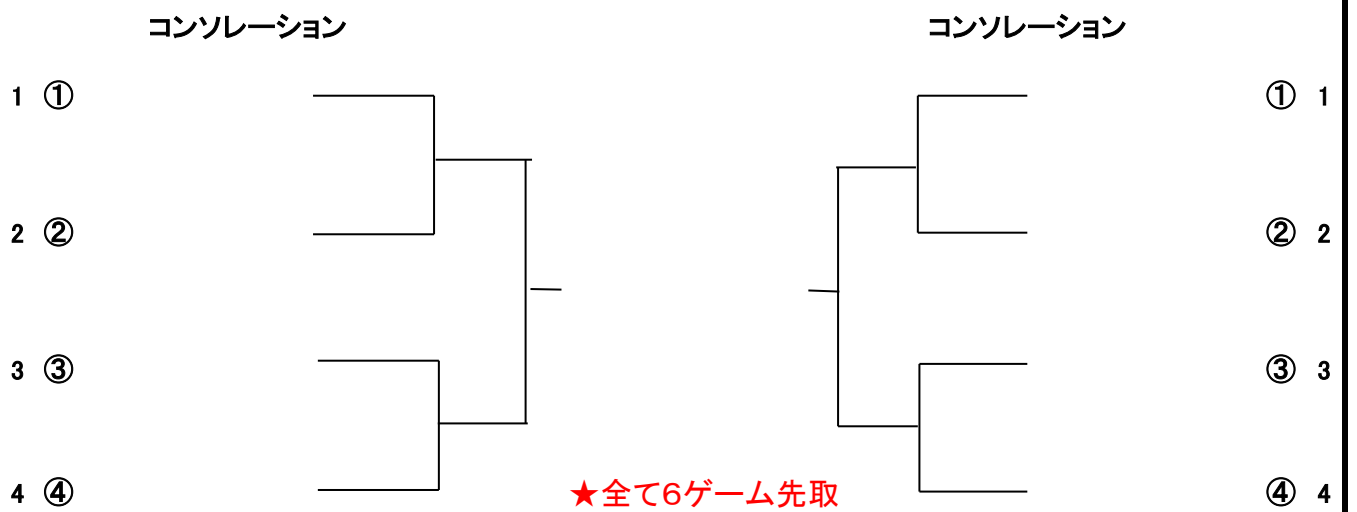 コンソレーション コンソレーション
1 ① ① 1
2 ② ② 2
3 ③ ③ 3
4 ④ ④ 4
★全て6ゲーム先取